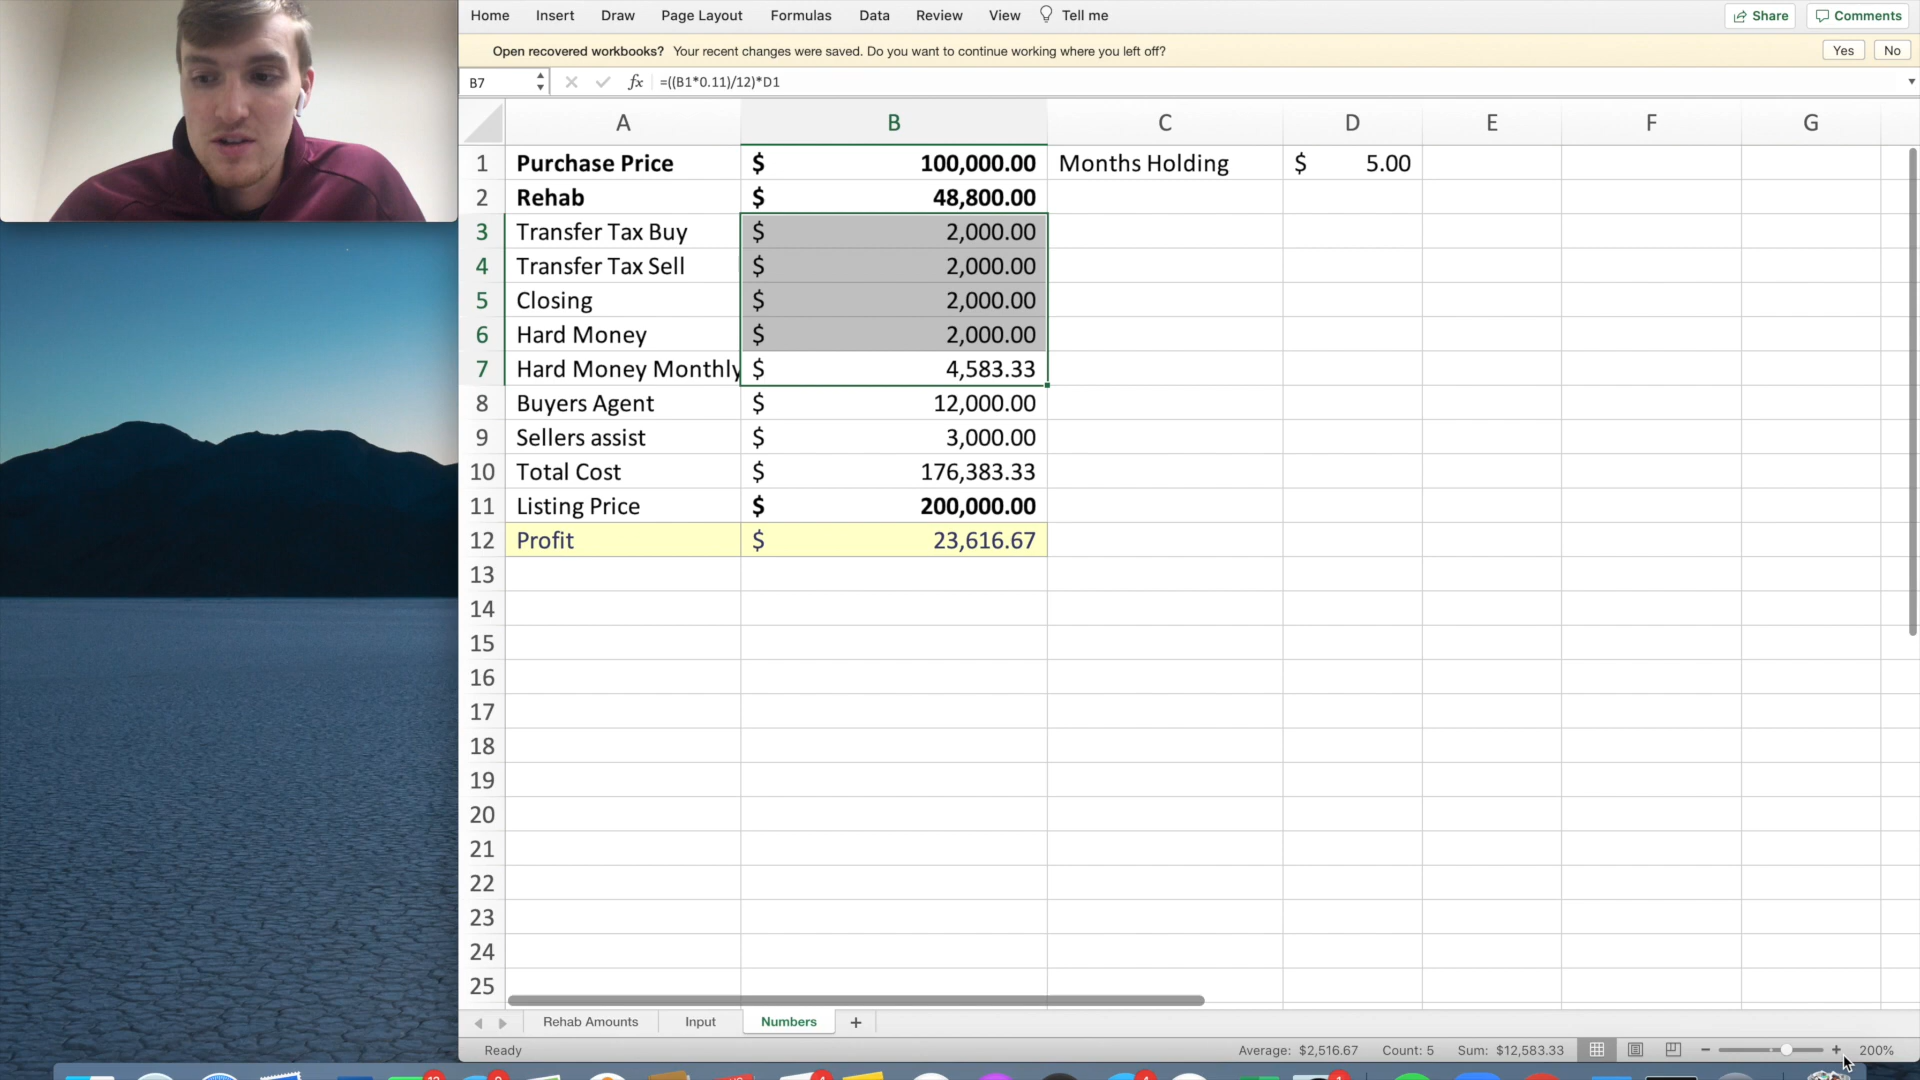 Home Insert Draw Page Layout Formulas Data Review View Tell me Share Comments
Open recovered workbooks? Your recent changes were saved. Do you want to continue working where you left off? Yes No
B7 fx =((B1*0.11)/12)*D1
A B C D E F G
1 Purchase Price $ 100,000.00 Months Holding $ 5.00
2 Rehab $ 48,800.00
3 Transfer Tax Buy $ 2,000.00
4 Transfer Tax Sell $ 2,000.00
5 Closing $ 2,000.00
6 Hard Money $ 2,000.00
7 Hard Money Monthly $ 4,583.33
8 Buyers Agent $ 12,000.00
9 Sellers assist $ 3,000.00
10 Total Cost $ 176,383.33
11 Listing Price $ 200,000.00
12 Profit $ 23,616.67
13
14
15
16
17
18
19
20
21
22
23
24
25
Rehab Amounts Input Numbers +
Ready Average: $2,516.67 Count: 5 Sum: $12,583.33 − + 200%